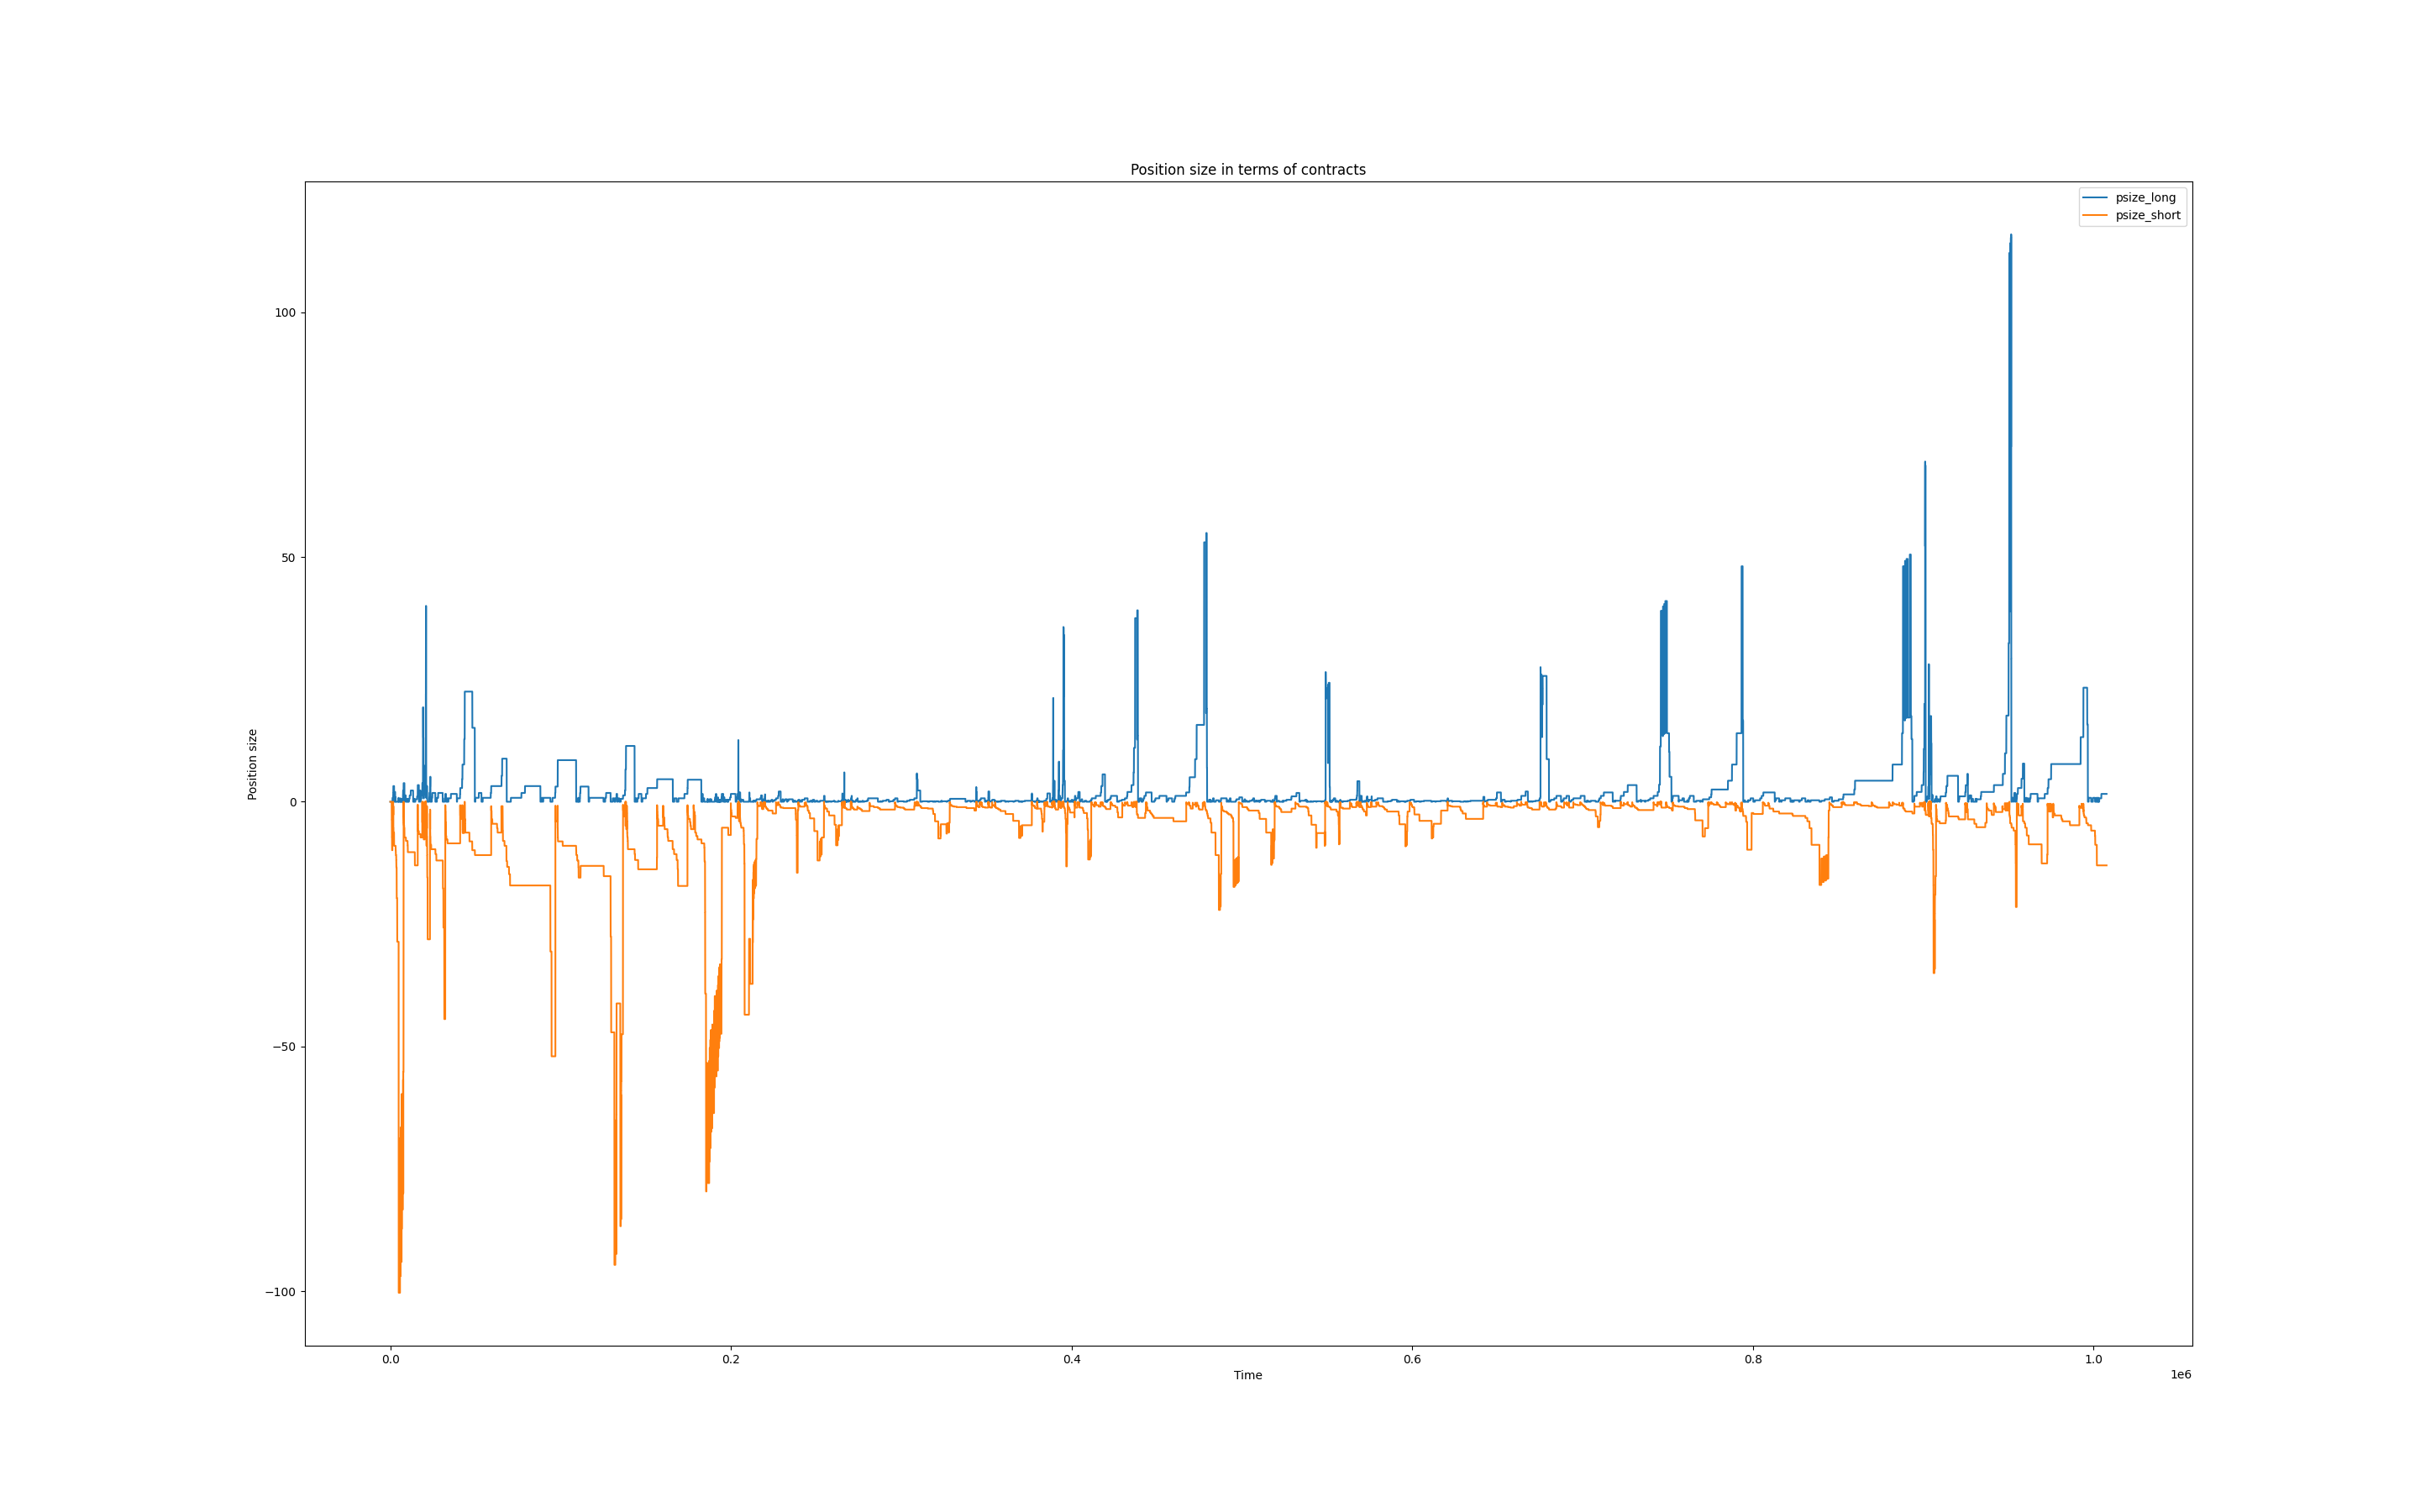 Position size in terms of contracts
psize_long
psize_short
100
50
0
−50
−100
Position size
0.0 0.2 0.4 0.6 0.8 1.0
Time
1e6